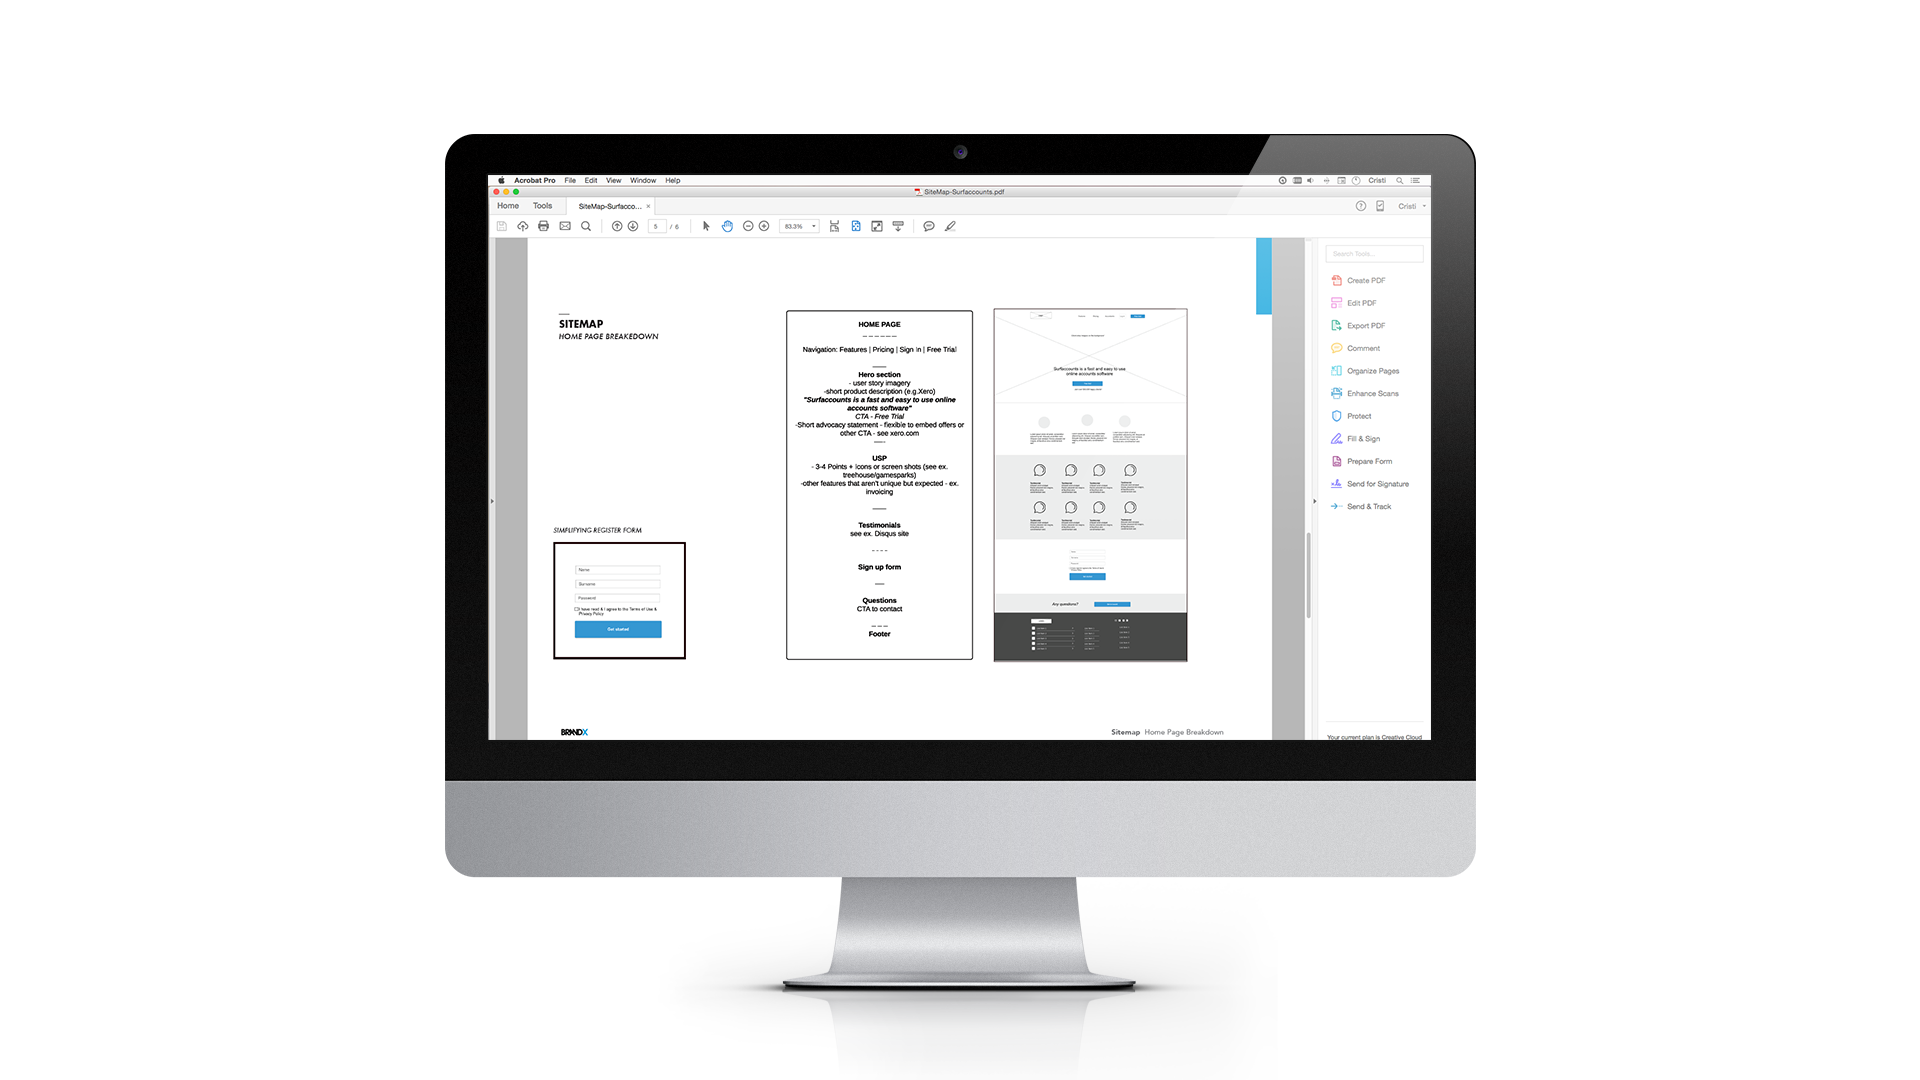 Acrobat Pro File Edit View Window Help
Cristi
SiteMap-Surfaccounts.pdf
Home Tools SiteMap-Surfacco... ×
Cristi
5 / 6
83.3%
SITEMAP
HOME PAGE BREAKEDOWN
SIMPLIFYING REGISTER FORM
Name
Surname
Password
I have read & I agree to the Terms of Use &
Privacy Policy
Get started
HOME PAGE
Navigation: Features | Pricing | Sign In | Free Trial
Hero section
- user story imagery
-short product description (e.g.Xero)
"Surfaccounts is a fast and easy to use online
accounts software"
CTA - Free Trial
-Short advocacy statement - flexible to embed offers or
other CTA - see xero.com
USP
- 3-4 Points + Icons or screen shots (see ex.
treehouse/gamesparks)
-other features that aren't unique but expected - ex.
invoicing
Testimonials
see ex. Disqus site
Sign up form
Questions
CTA to contact
Footer
Surfaccounts is a fast and easy to use
online accounts software
Any questions?
BRANDX
Sitemap Home Page Breakdown
Search Tools...
Create PDF
Edit PDF
Export PDF
Comment
Organize Pages
Enhance Scans
Protect
Fill & Sign
Prepare Form
Send for Signature
Send & Track
Your current plan is Creative Cloud